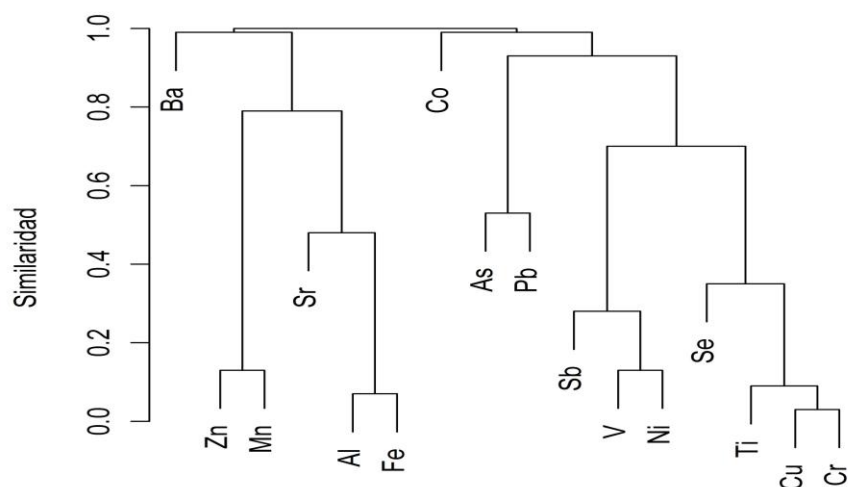 Similaridad
1.0
0.8
0.6
0.4
0.2
0.0
Ba
Co
Sr
As
Pb
Sb
Se
Zn
Mn
Al
Fe
V
Ni
Ti
Cu
Cr